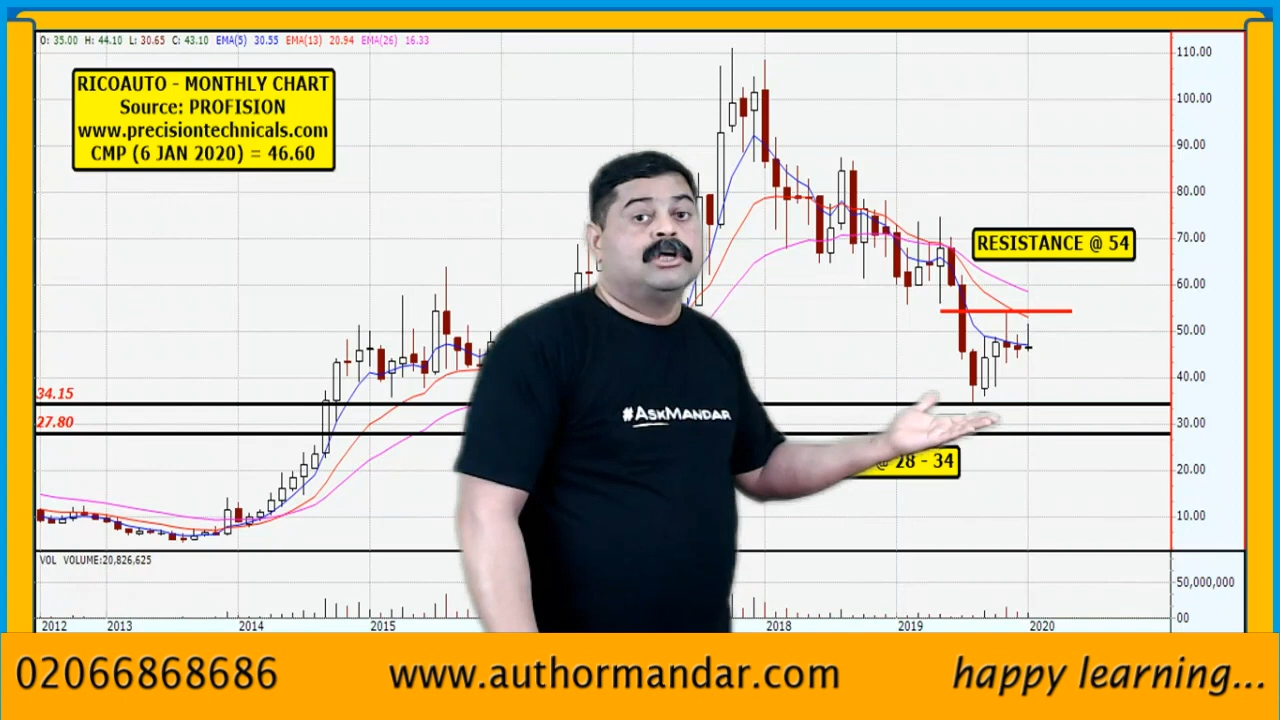 O: 35.00 H: 44.10 L: 30.65 C: 43.10 EMA(5) 30.55 EMA(13) 20.94 EMA(26) 16.33
RICOAUTO - MONTHLY CHART
Source: PROFISION
www.precisiontechnicals.com
CMP (6 JAN 2020) = 46.60
110.00
100.00
90.00
80.00
70.00
RESISTANCE @ 54
60.00
50.00
40.00
34.15
#AskMandar
30.00
27.80
@ 28 - 34
20.00
10.00
VOL VOLUME:20,826,625
50,000,000
00
2012 2013 2014 2015 2018 2019 2020
02066868686 www.authormandar.com happy learning...